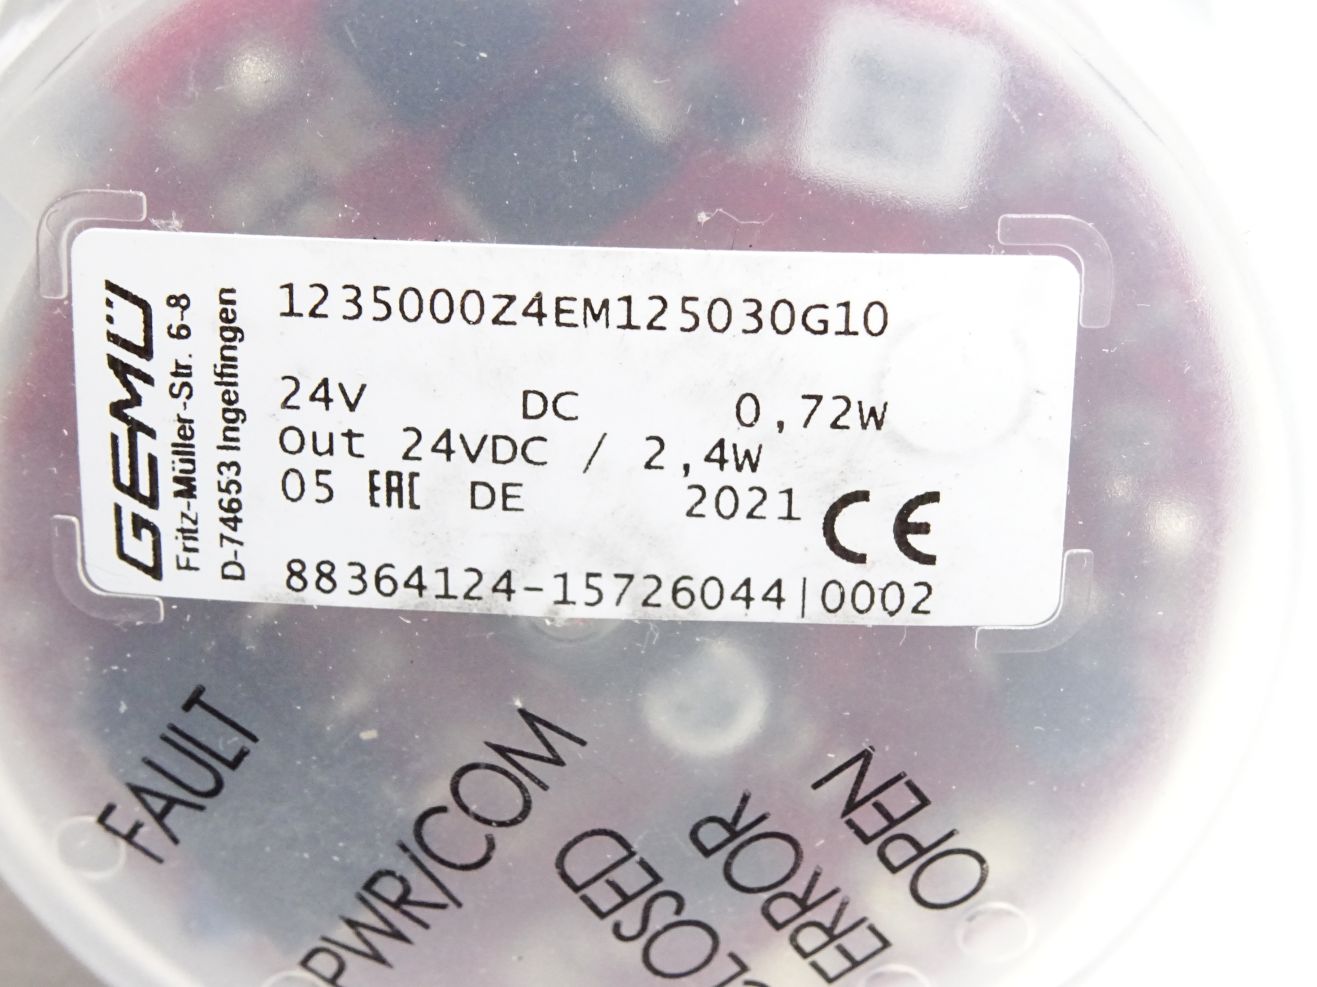 GEMÜ
Fritz-Müller-Str. 6-8
D-74653 Ingelfingen
1235000Z4EM125030G10
24V DC 0,72W
Out 24VDC / 2,4W
05 EAC DE 2021 CE
88364124-15726044|0002
FAULT
PWR/COM
CLOSED
ERROR
OPEN